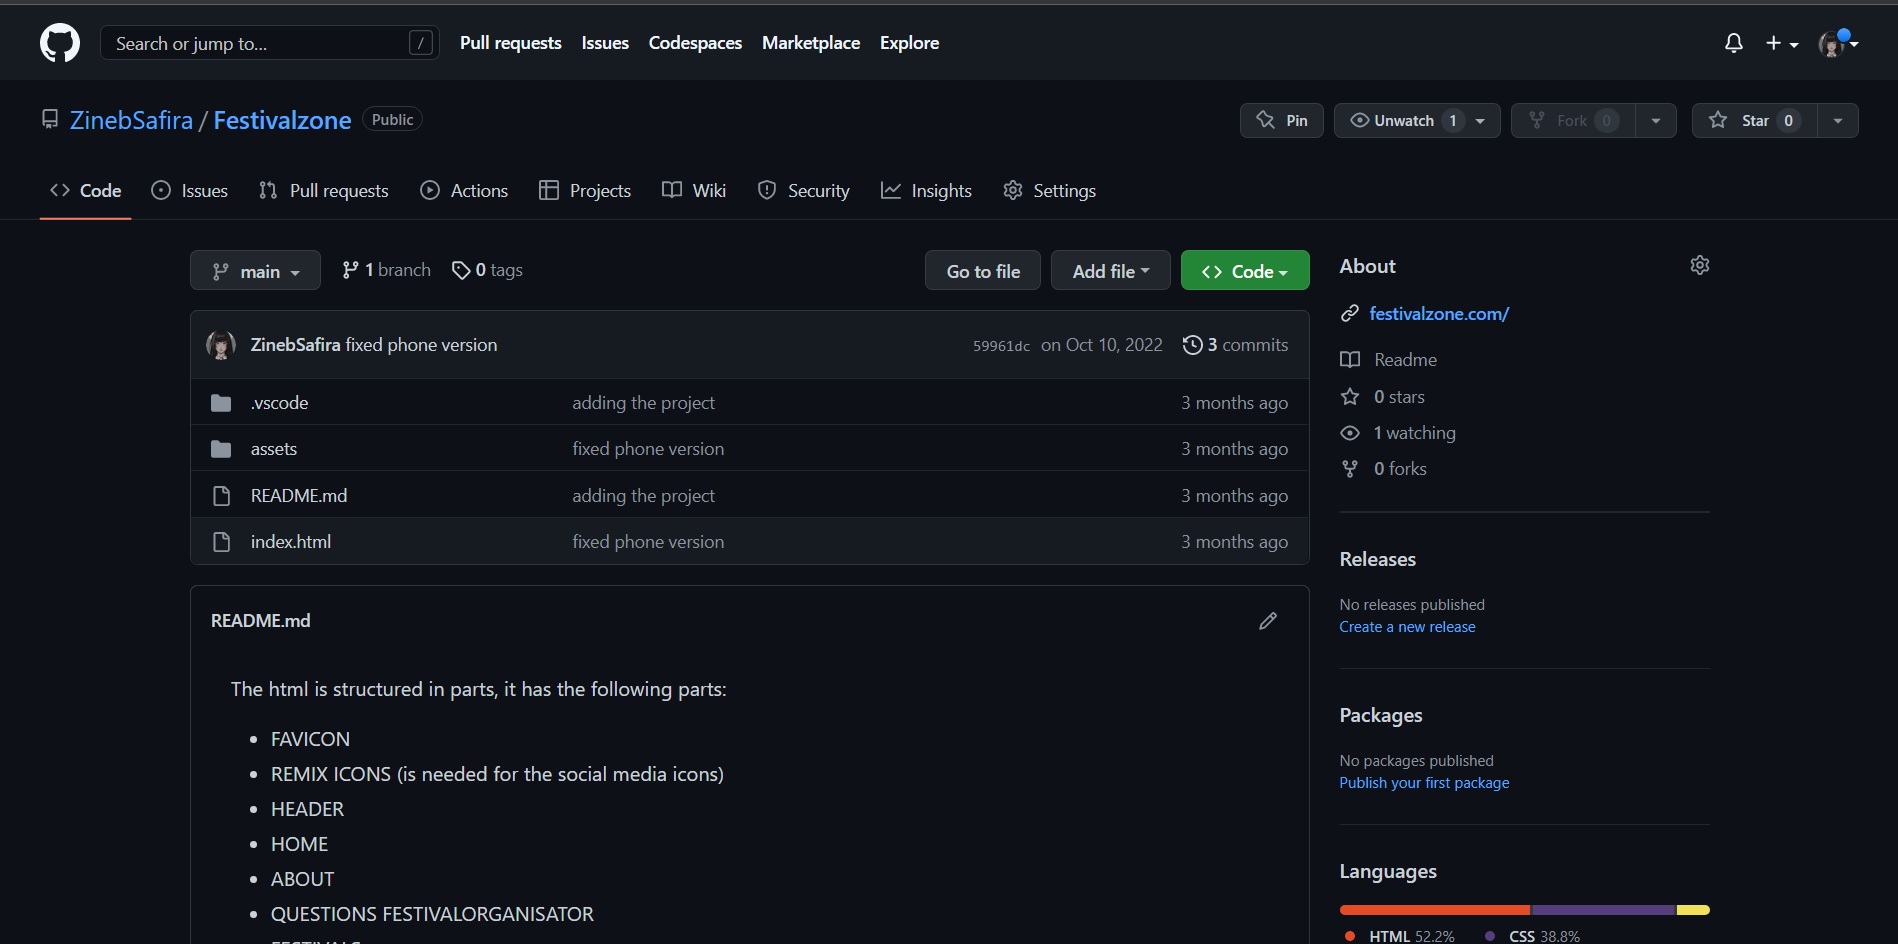 Search or jump to... /
Pull requests Issues Codespaces Marketplace Explore
ZinebSafira / Festivalzone Public
Pin Unwatch 1 Fork 0 Star 0
Code Issues Pull requests Actions Projects Wiki Security Insights Settings
main 1 branch 0 tags Go to file Add file Code
ZinebSafira fixed phone version 59961dc on Oct 10, 2022 3 commits
.vscode adding the project 3 months ago
assets fixed phone version 3 months ago
README.md adding the project 3 months ago
index.html fixed phone version 3 months ago
README.md
The html is structured in parts, it has the following parts:
• FAVICON
• REMIX ICONS (is needed for the social media icons)
• HEADER
• HOME
• ABOUT
• QUESTIONS FESTIVALORGANISATOR
About
festivalzone.com/
Readme
0 stars
1 watching
0 forks
Releases
No releases published
Create a new release
Packages
No packages published
Publish your first package
Languages
HTML 52.2% CSS 38.8%